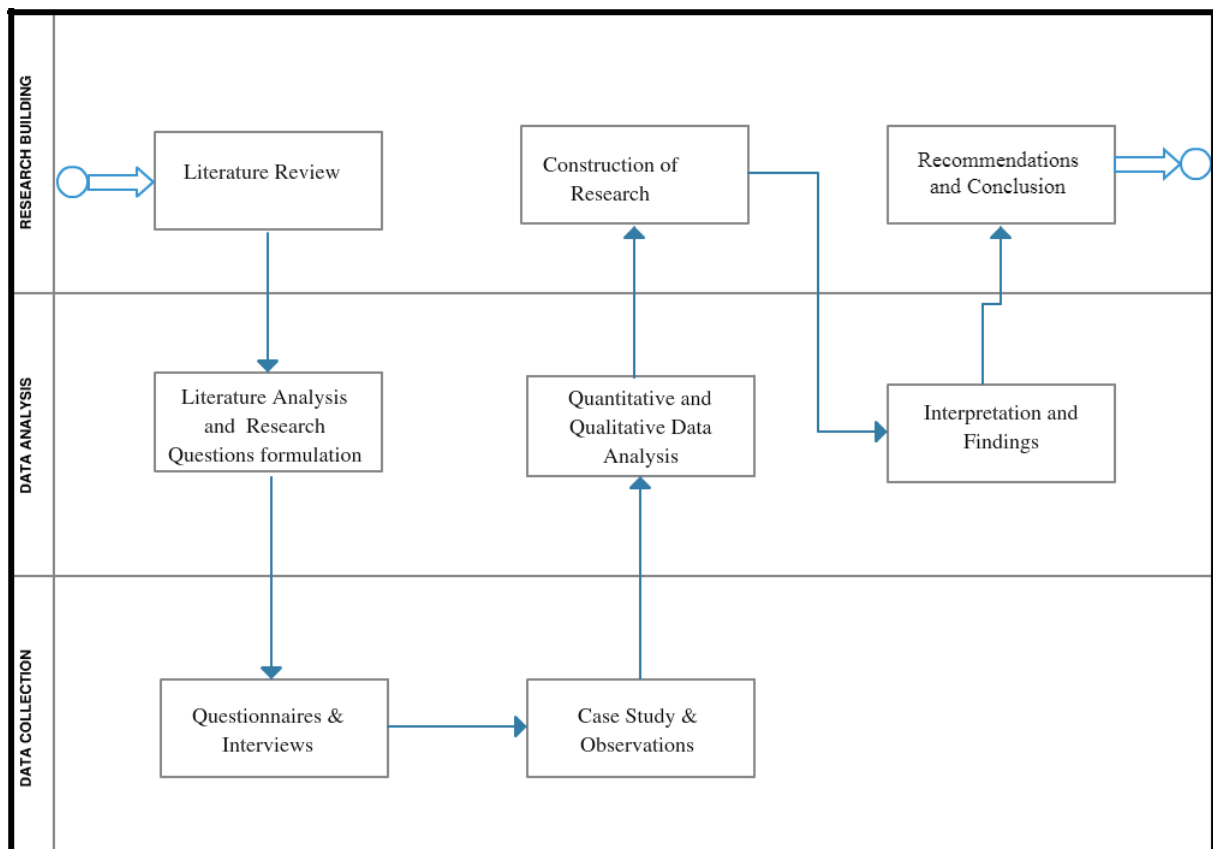 RESEARCH BUILDING
Literature Review
Construction of
Research
Recommendations
and Conclusion
DATA ANALYSIS
Literature Analysis
and Research
Questions formulation
Quantitative and
Qualitative Data
Analysis
Interpretation and
Findings
DATA COLLECTION
Questionnaires &
Interviews
Case Study &
Observations